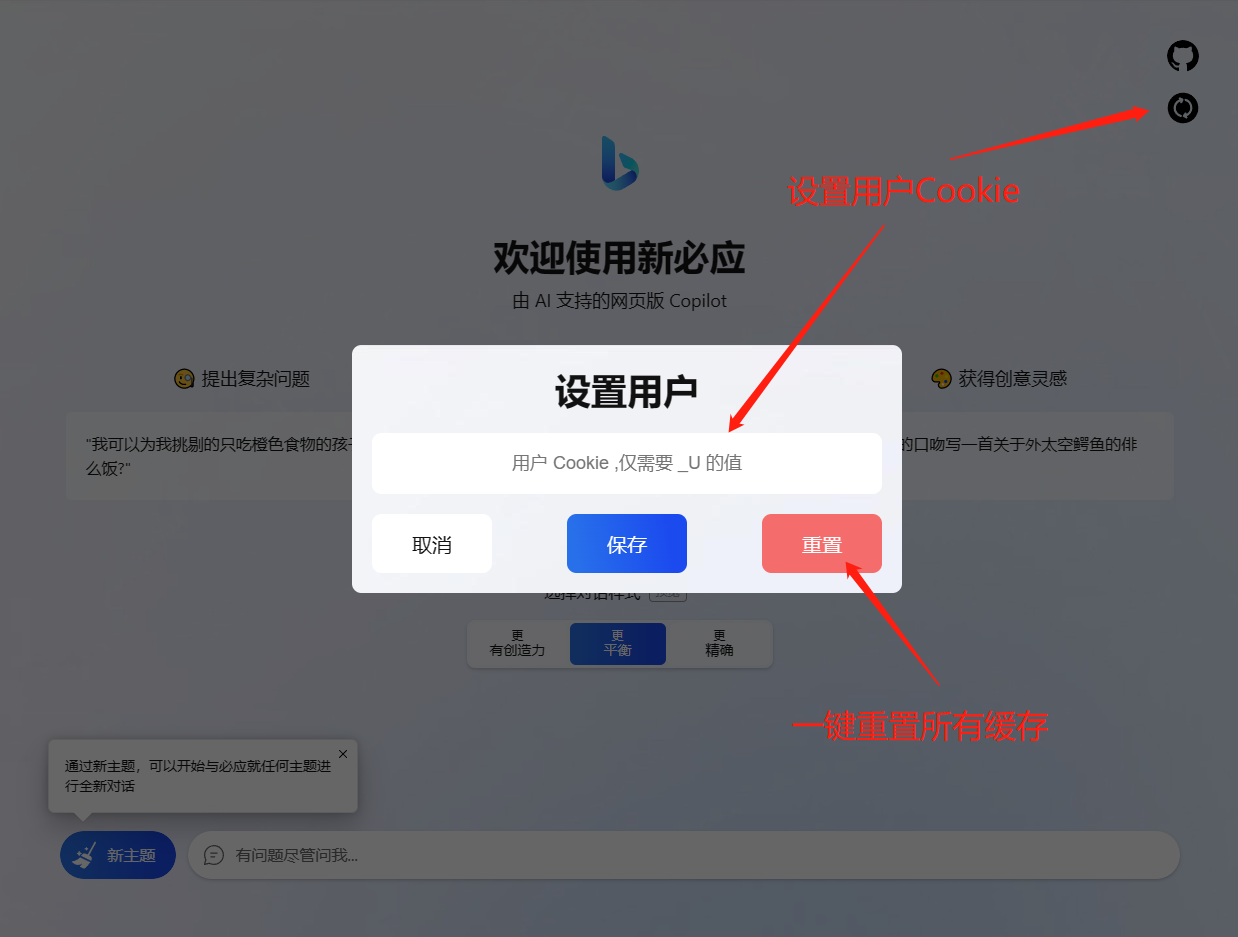 设置用户Cookie
欢迎使用新必应
由 AI 支持的网页版 Copilot
提出复杂问题
获得创意灵感
"我可以为我挑剔的只吃橙色食物的孩
么饭?"
的口吻写一首关于外太空鳄鱼的俳
设置用户
用户 Cookie ,仅需要 _U 的值
取消
保存
重置
选择对话样式
更
有创造力
更
平衡
更
精确
一键重置所有缓存
通过新主题，可以开始与必应就任何主题进
行全新对话
新主题
有问题尽管问我...